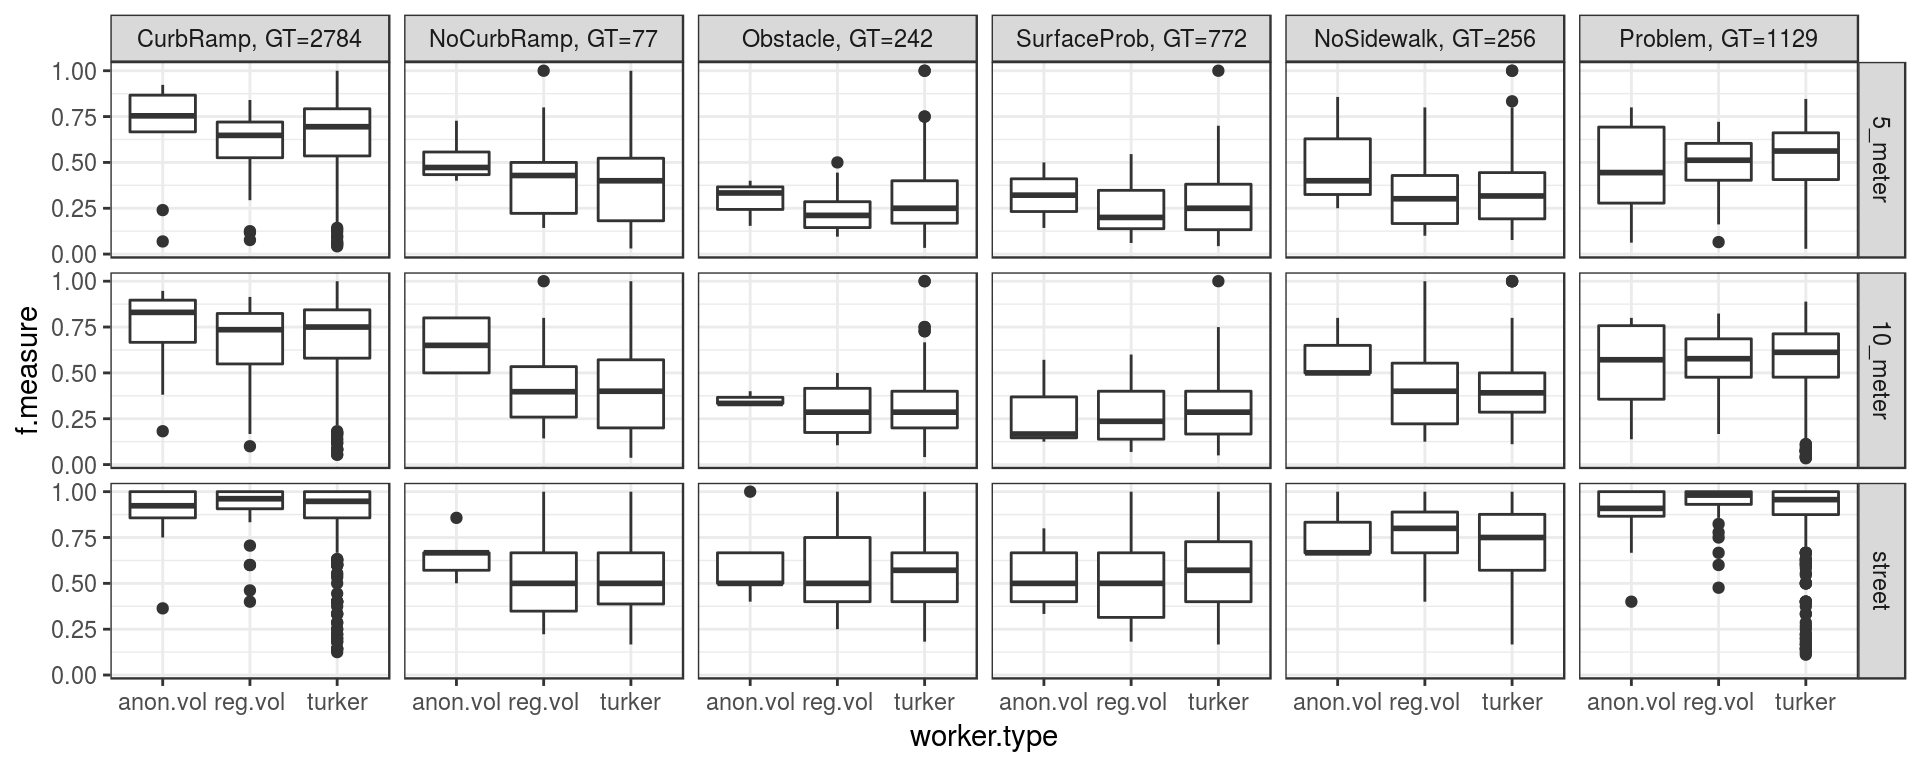 CurbRamp, GT=2784 NoCurbRamp, GT=77 Obstacle, GT=242 SurfaceProb, GT=772 NoSidewalk, GT=256 Problem, GT=1129
1.00
0.75
0.50
0.25
0.00
5_meter
1.00
0.75
0.50
0.25
0.00
10_meter
1.00
0.75
0.50
0.25
0.00
street
f.measure
anon.vol reg.vol turker anon.vol reg.vol turker anon.vol reg.vol turker anon.vol reg.vol turker anon.vol reg.vol turker anon.vol reg.vol turker
worker.type